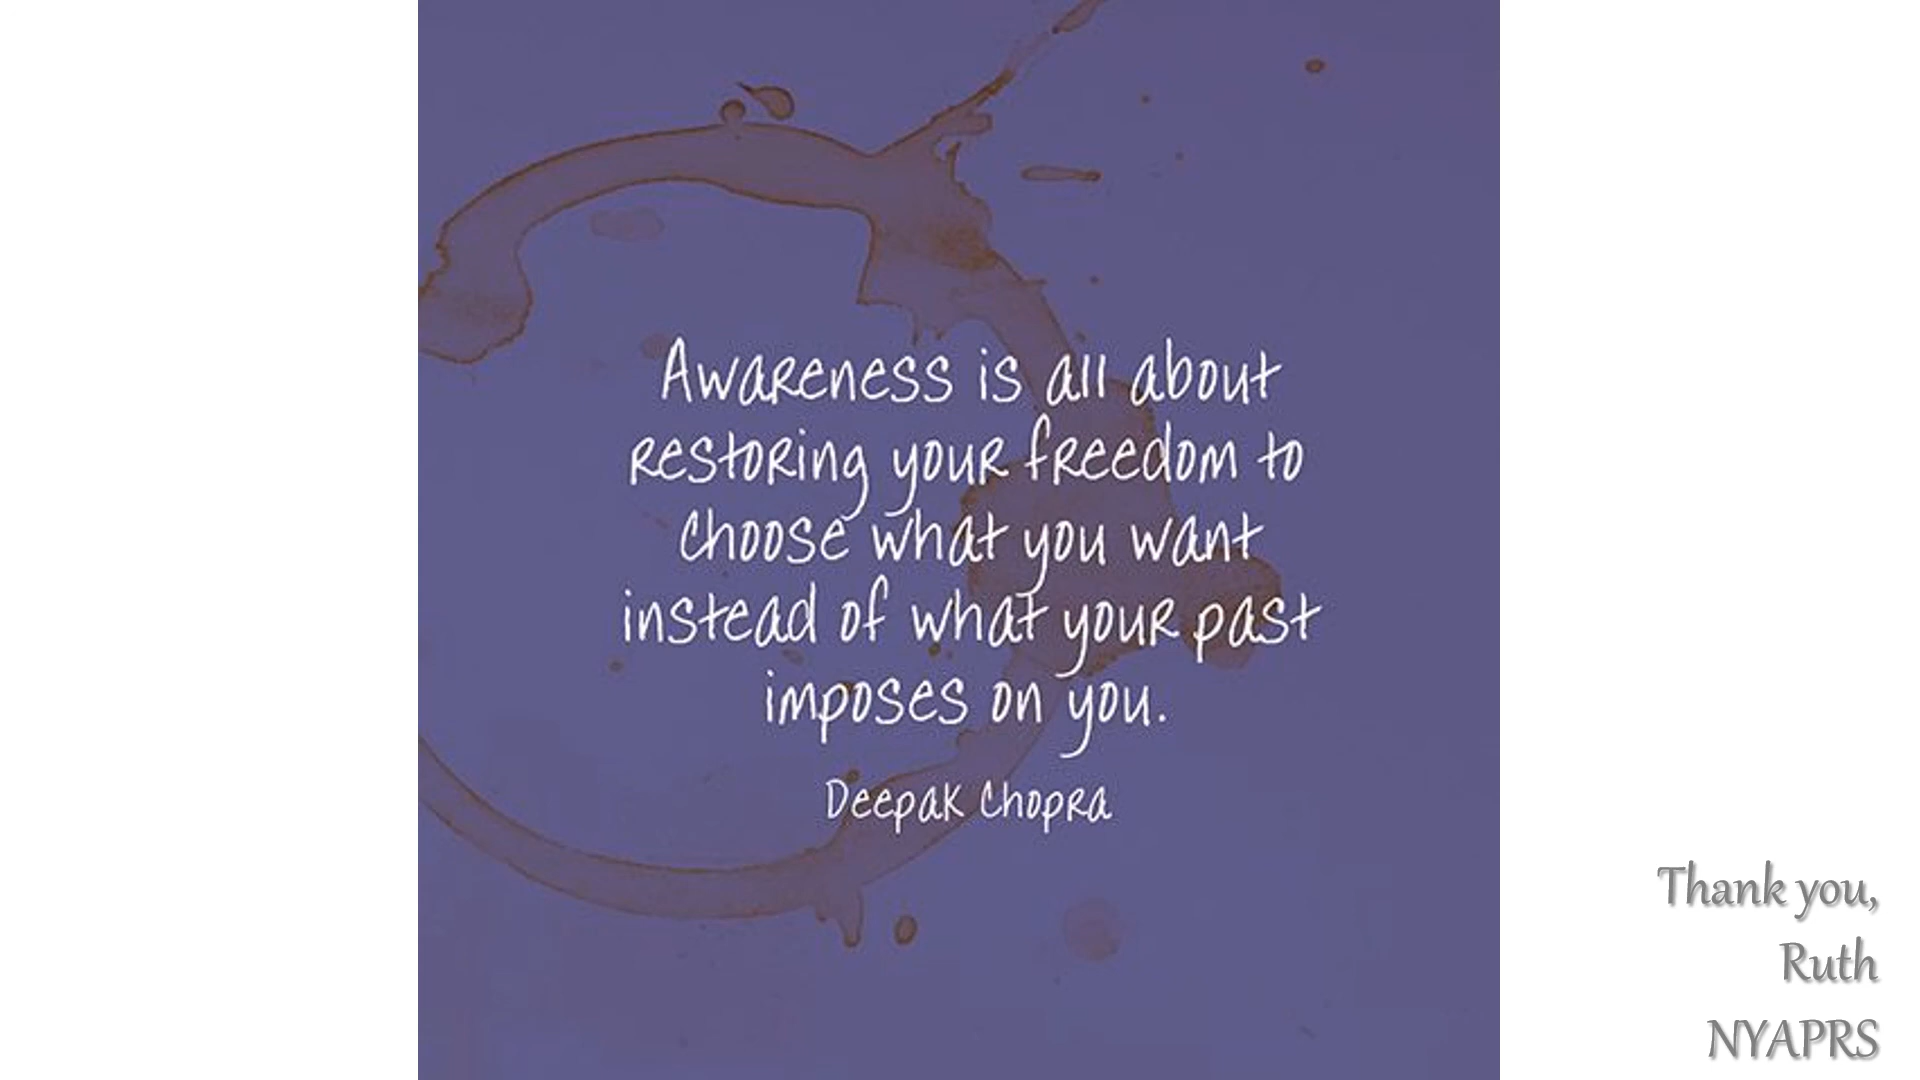 Awareness is all about
restoring your freedom to
choose what you want
instead of what your past
imposes on you.
Deepak Chopra
Thank you,
Ruth
NYAPRS